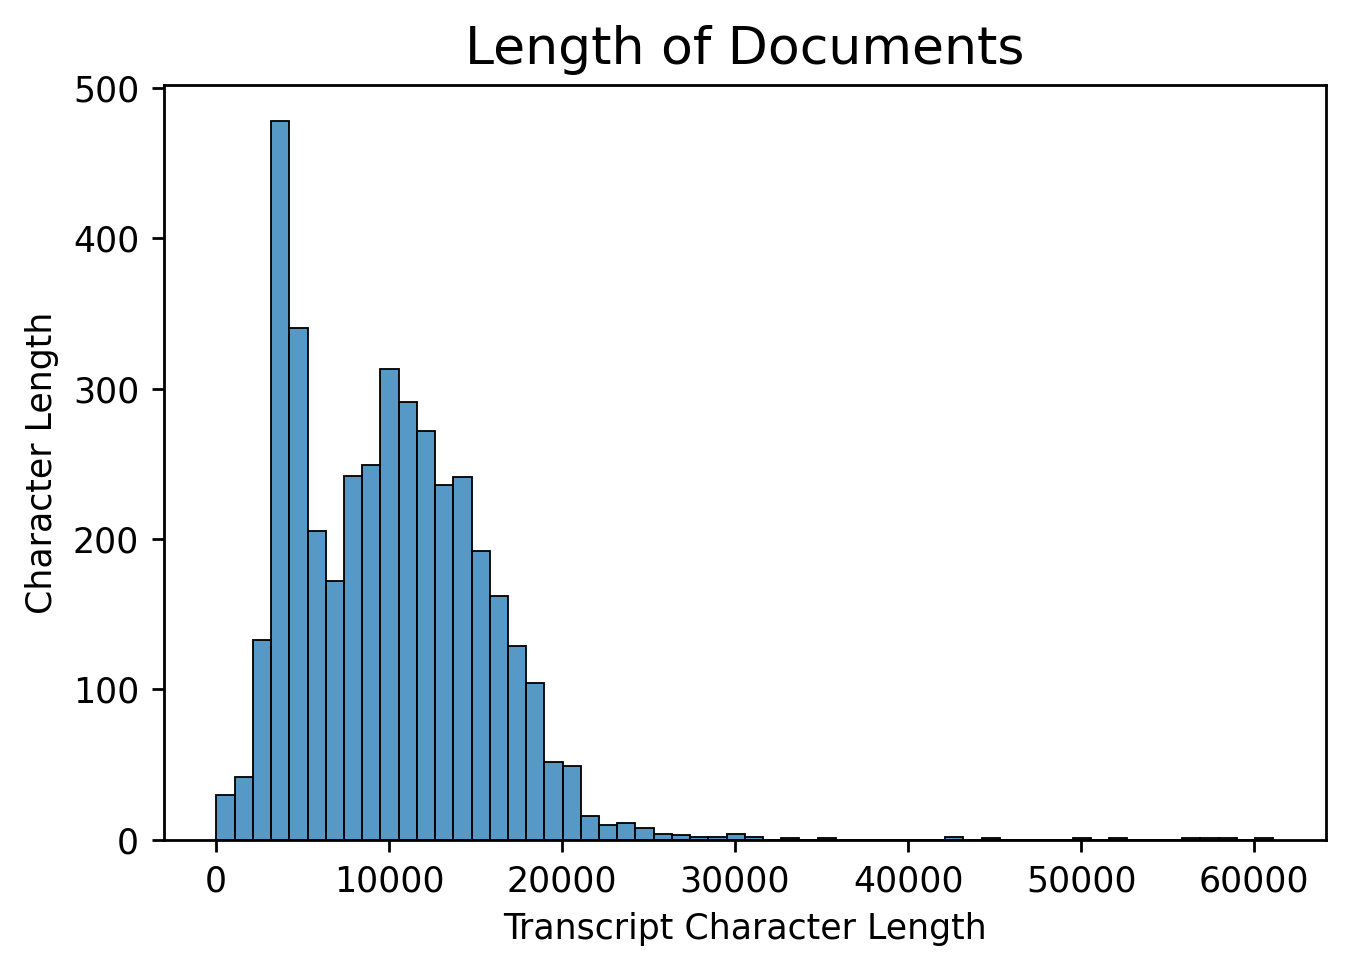 Length of Documents
500
400
300
200
100
0
Character Length
0 10000 20000 30000 40000 50000 60000
Transcript Character Length